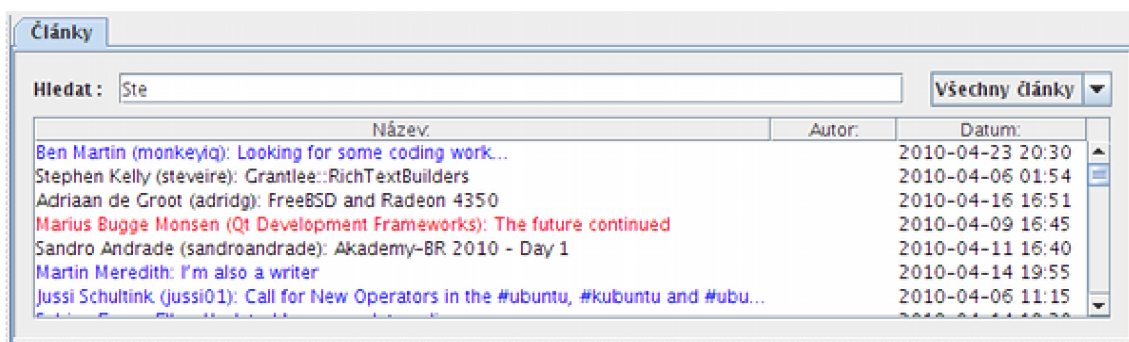 Články
Hledat: Ste Všechny články
Název: Autor: Datum:
Ben Martin (monkeyiq): Looking for some coding work... 2010-04-23 20:30
Stephen Kelly (steveire): Grantlee::RichTextBuilders 2010-04-06 01:54
Adriaan de Groot (adridg): FreeBSD and Radeon 4350 2010-04-16 16:51
Marius Bugge Monsen (Qt Development Frameworks): The future continued 2010-04-09 16:45
Sandro Andrade (sandroandrade): Akademy-BR 2010 - Day 1 2010-04-11 16:40
Martin Meredith: I'm also a writer 2010-04-14 19:55
Jussi Schultink (jussi01): Call for New Operators in the #ubuntu, #kubuntu and #ubu... 2010-04-06 11:15